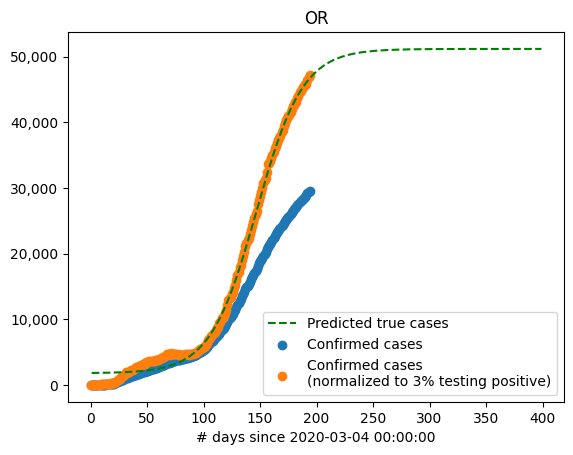 OR
50,000
40,000
30,000
20,000
10,000
0
Predicted true cases
Confirmed cases
Confirmed cases
(normalized to 3% testing positive)
0 50 100 150 200 250 300 350 400
# days since 2020-03-04 00:00:00